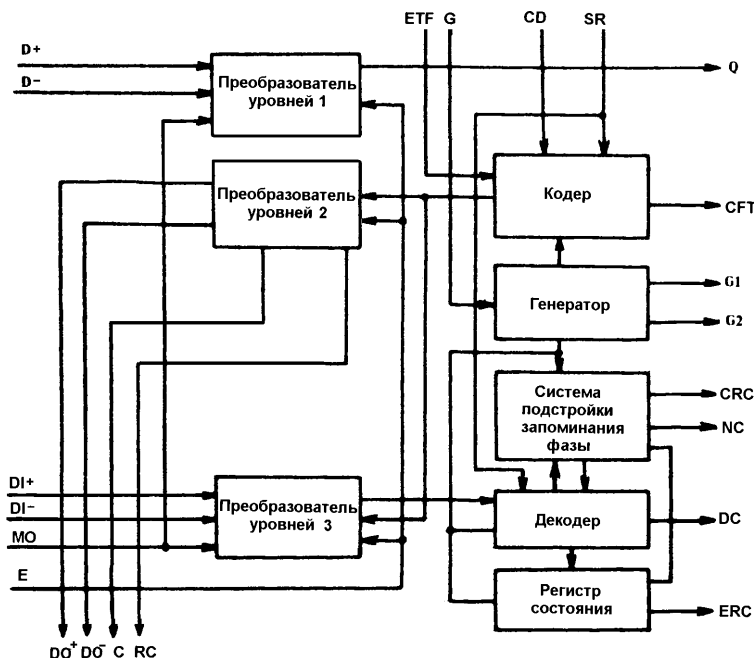 ETF G CD SR
D+
D−
Преобразователь
уровней 1
Q
Преобразователь
уровней 2
Кодер
CFT
Генератор
G1
G2
Система
подстройки
запоминания
фазы
CRC
NC
DI+
DI−
MO
E
Преобразователь
уровней 3
Декодер
DC
Регистр
состояния
ERC
DO+ DO− C RC